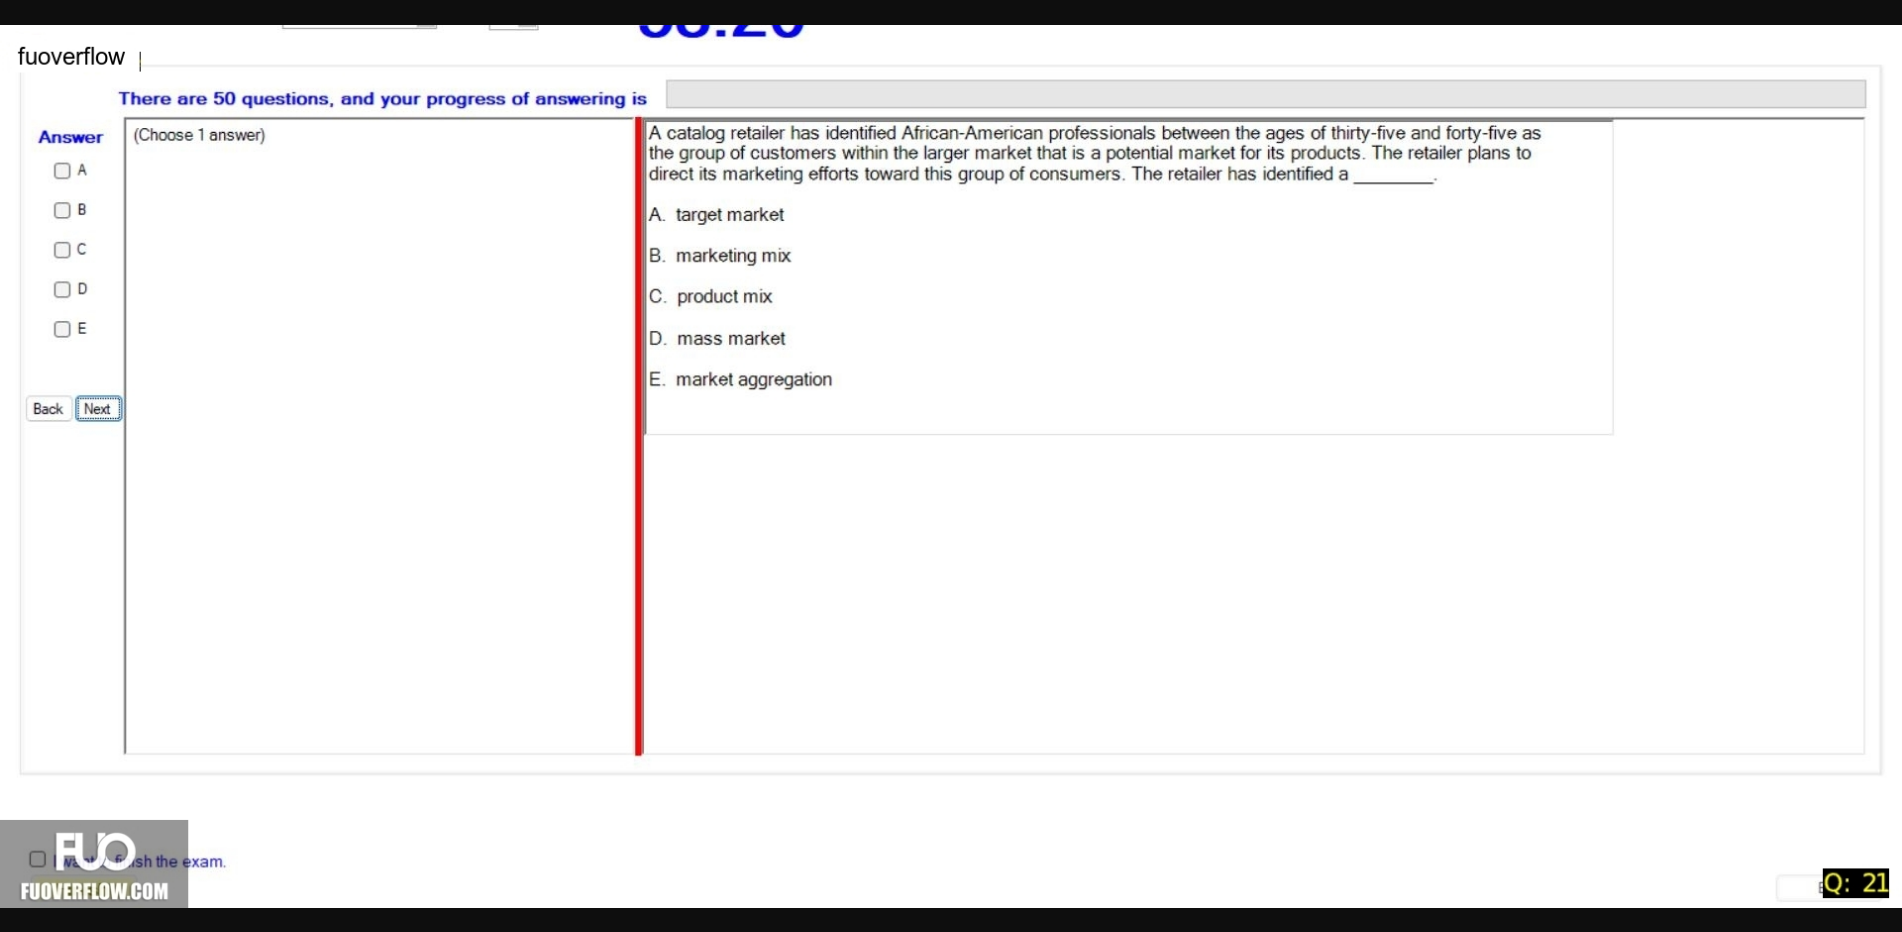 fuoverflow
There are 50 questions, and your progress of answering is
Answer
(Choose 1 answer)
A
B
C
D
E
Back Next
A catalog retailer has identified African-American professionals between the ages of thirty-five and forty-five as
the group of customers within the larger market that is a potential market for its products. The retailer plans to
direct its marketing efforts toward this group of consumers. The retailer has identified a ________.
A. target market
B. marketing mix
C. product mix
D. mass market
E. market aggregation
FUO
the exam.
FUOVERFLOW.COM
Q: 21